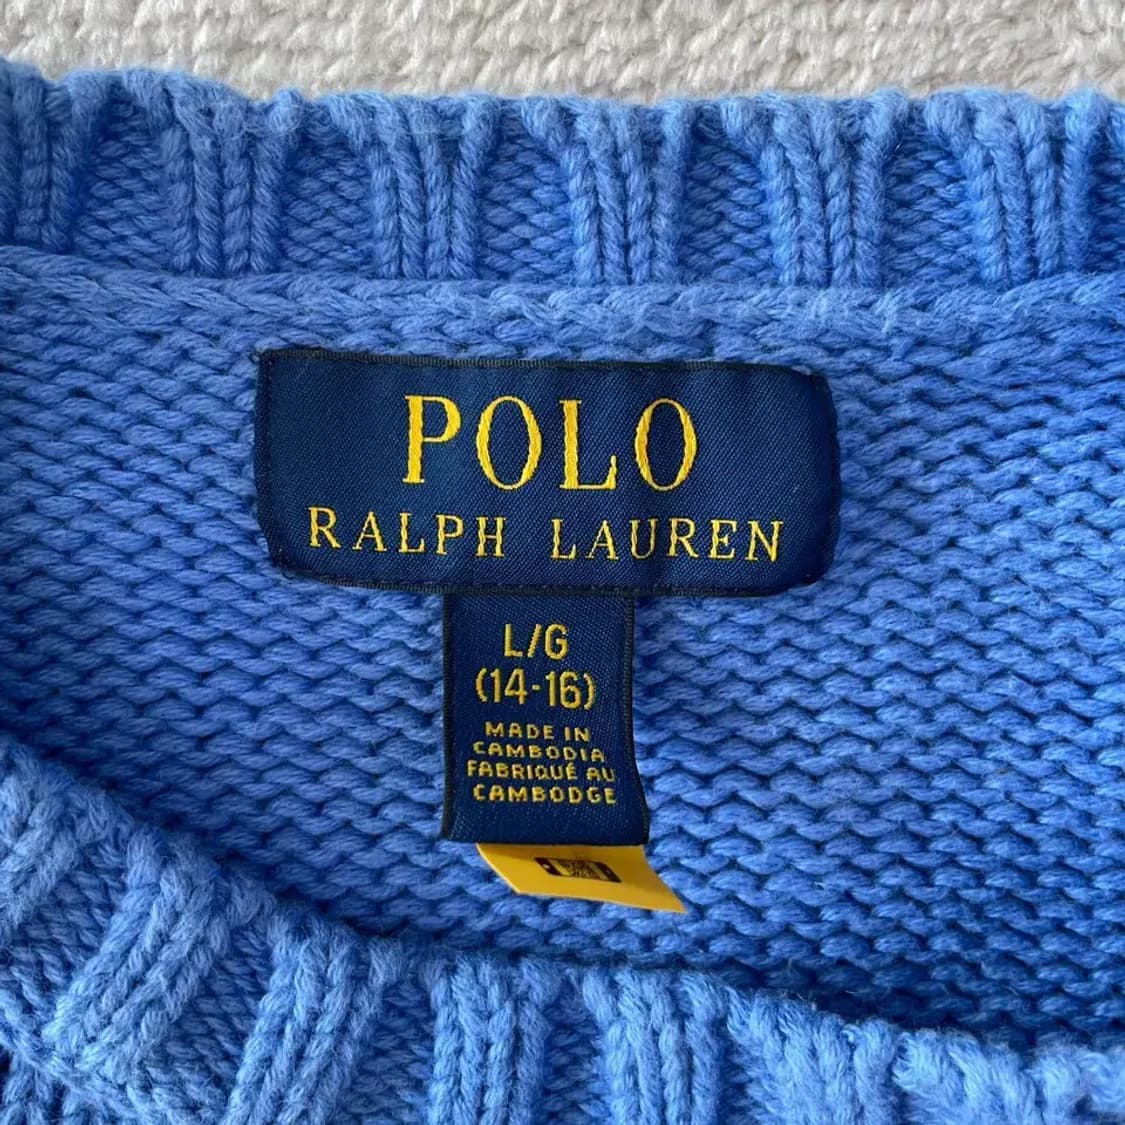 POLO
RALPH LAUREN
L/G
(14-16)
MADE IN
CAMBODIA
FABRIQUÉ AU
CAMBODGE